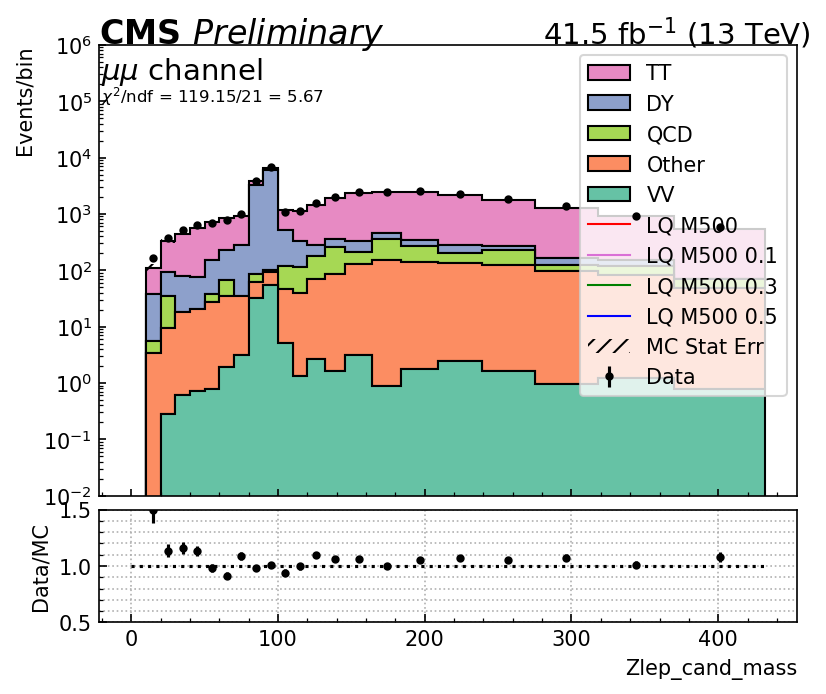 CMS Preliminary 41.5 fb⁻¹ (13 TeV)
μμ channel
χ²/ndf = 119.15/21 = 5.67
Events/bin
10⁶
10⁵
10⁴
10³
10²
10¹
10⁰
10⁻¹
10⁻²
TT
DY
QCD
Other
VV
LQ M500
LQ M500 0.1
LQ M500 0.3
LQ M500 0.5
MC Stat Err
Data
Data/MC
1.5
1.0
0.5
0 100 200 300 400
Zlep_cand_mass